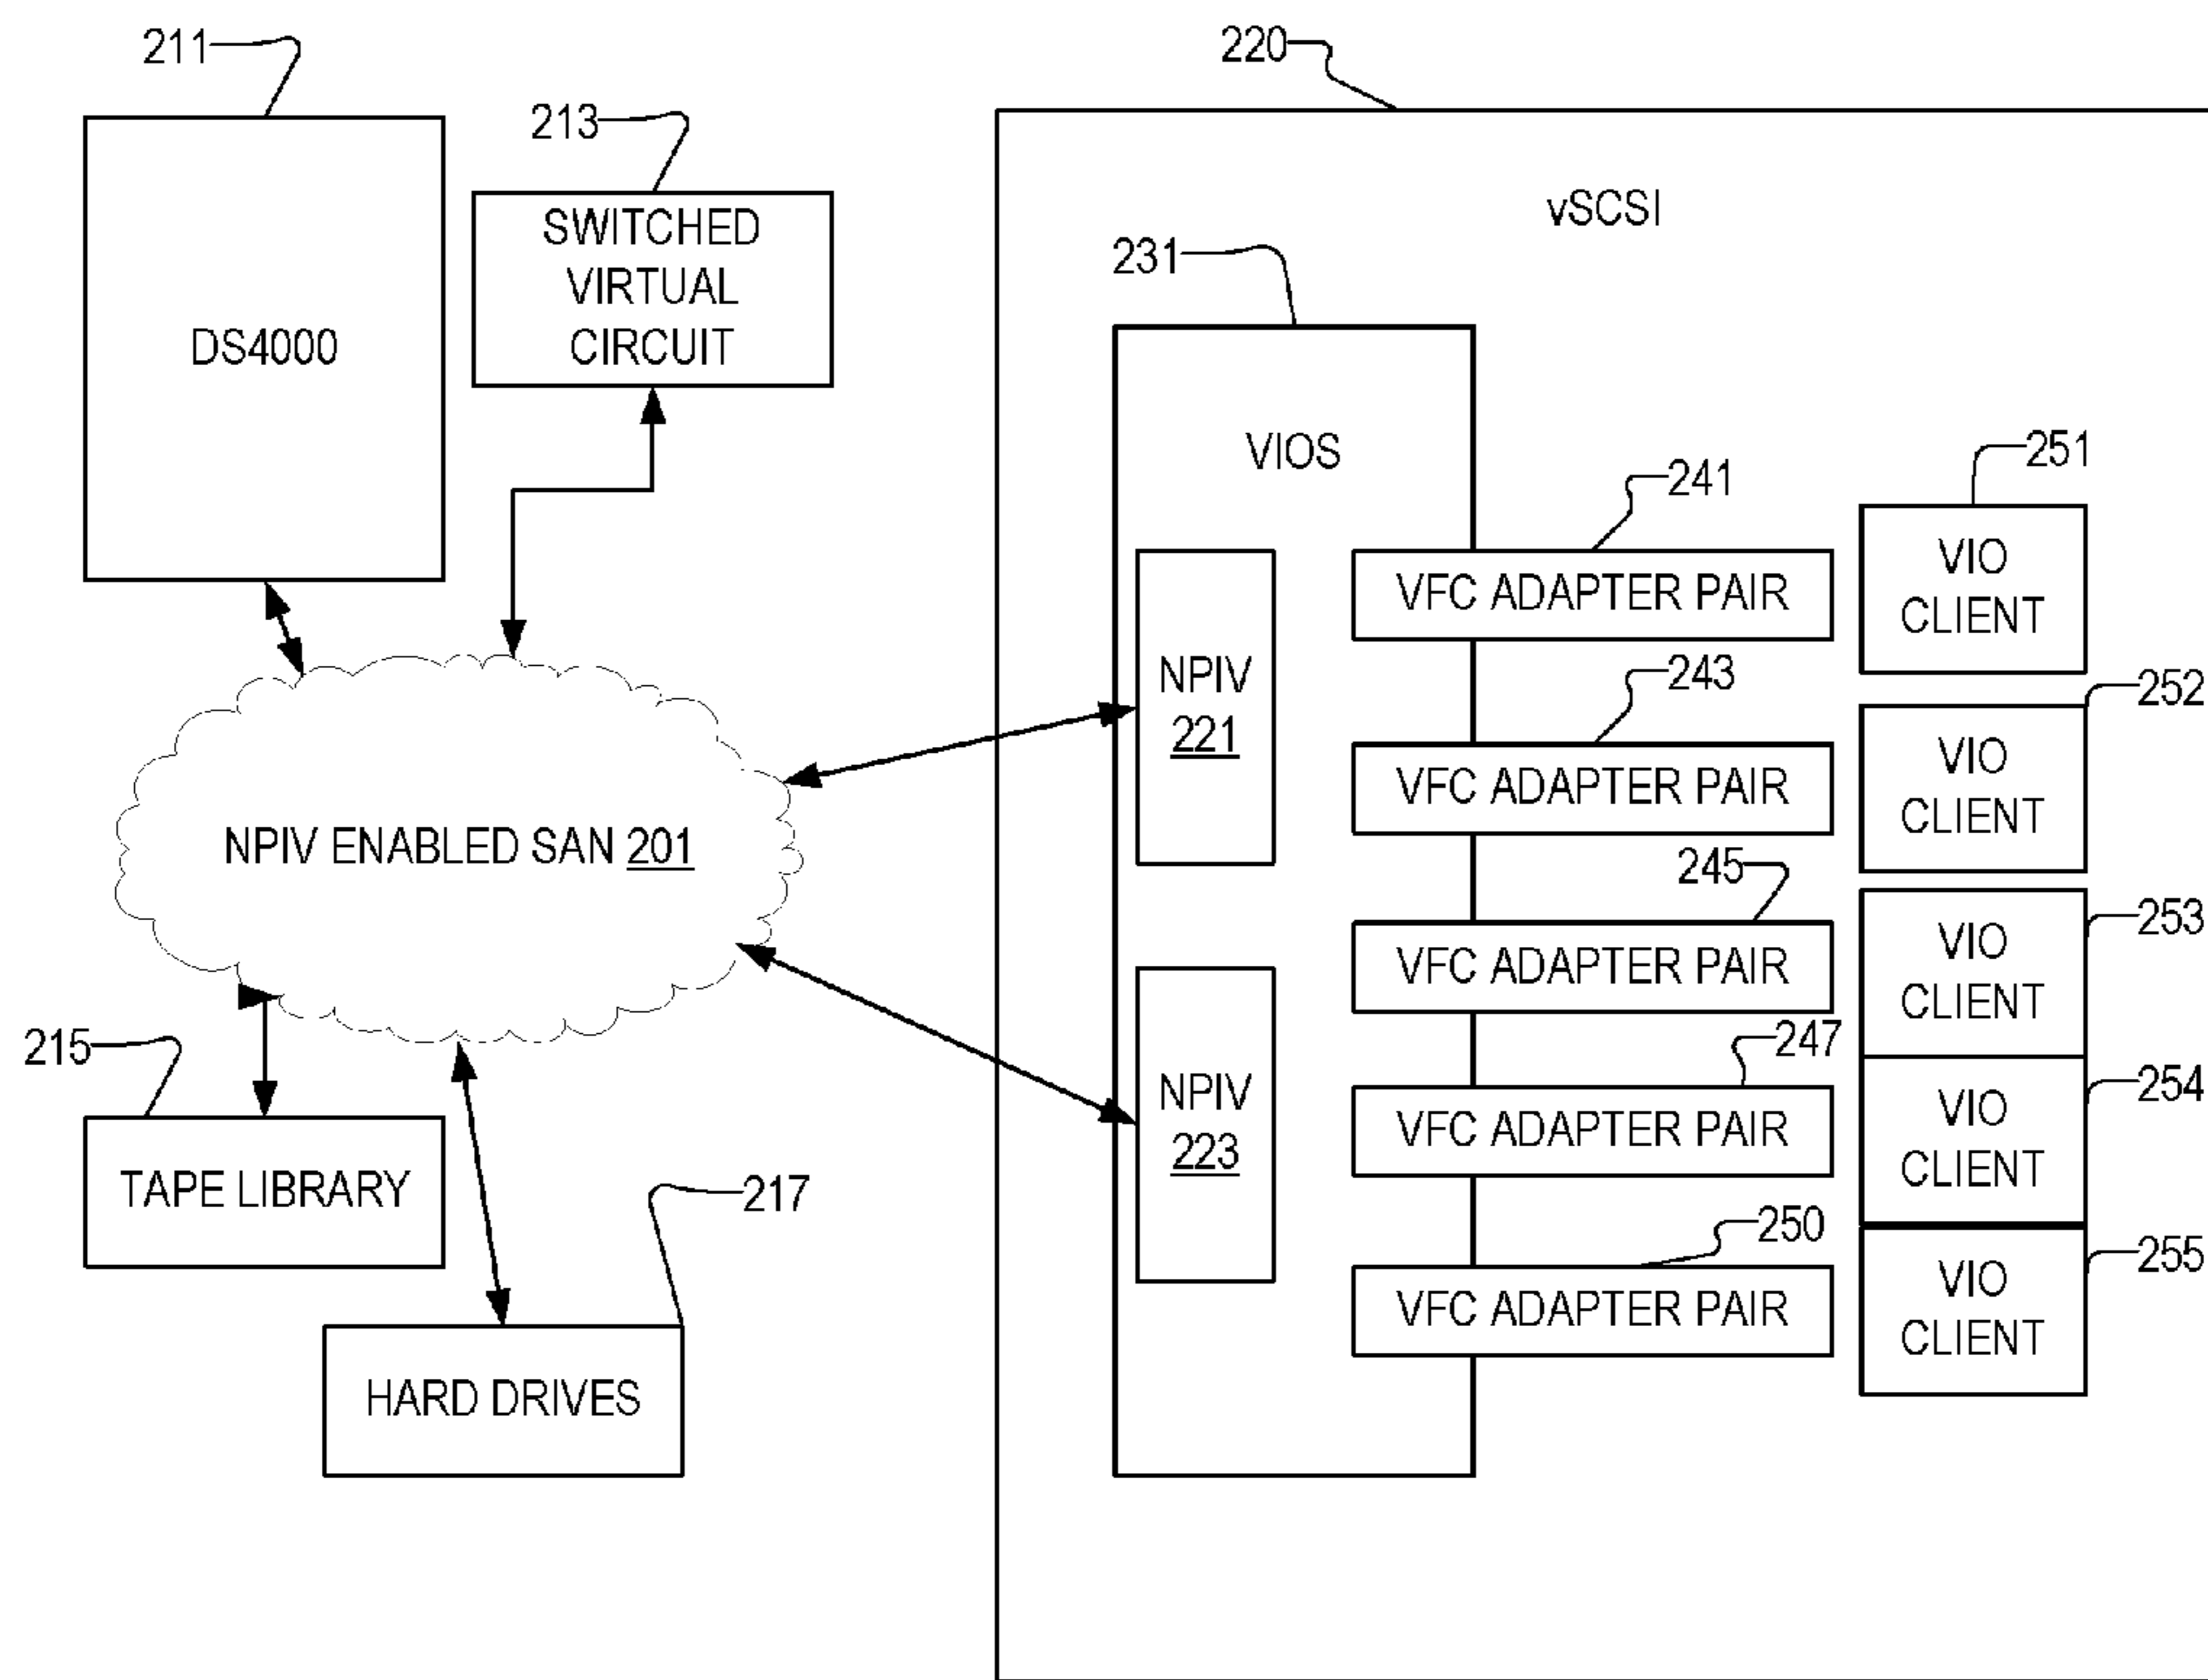 211
220
213
SWITCHED
VIRTUAL
CIRCUIT
vSCSI
231
DS4000
VIOS
251
241
VFC ADAPTER PAIR
VIO
CLIENT
NPIV
221
243
252
VFC ADAPTER PAIR
VIO
CLIENT
NPIV ENABLED SAN 201
245
253
VFC ADAPTER PAIR
VIO
CLIENT
215
247
254
NPIV
223
VFC ADAPTER PAIR
VIO
CLIENT
TAPE LIBRARY
217
250
255
VFC ADAPTER PAIR
VIO
CLIENT
HARD DRIVES